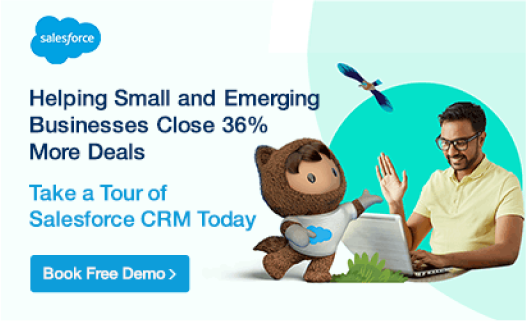 salesforce
Helping Small and Emerging
Businesses Close 36%
More Deals
Take a Tour of
Salesforce CRM Today
Book Free Demo >